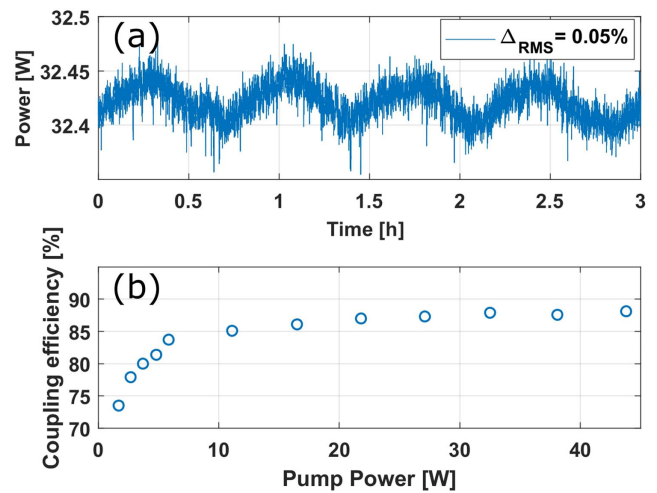 (a)
ΔRMS= 0.05%
Power [W]
32.5
32.45
32.4
0 0.5 1 1.5 2 2.5 3
Time [h]
(b)
Coupling efficiency [%]
90
85
80
75
70
0 10 20 30 40
Pump Power [W]